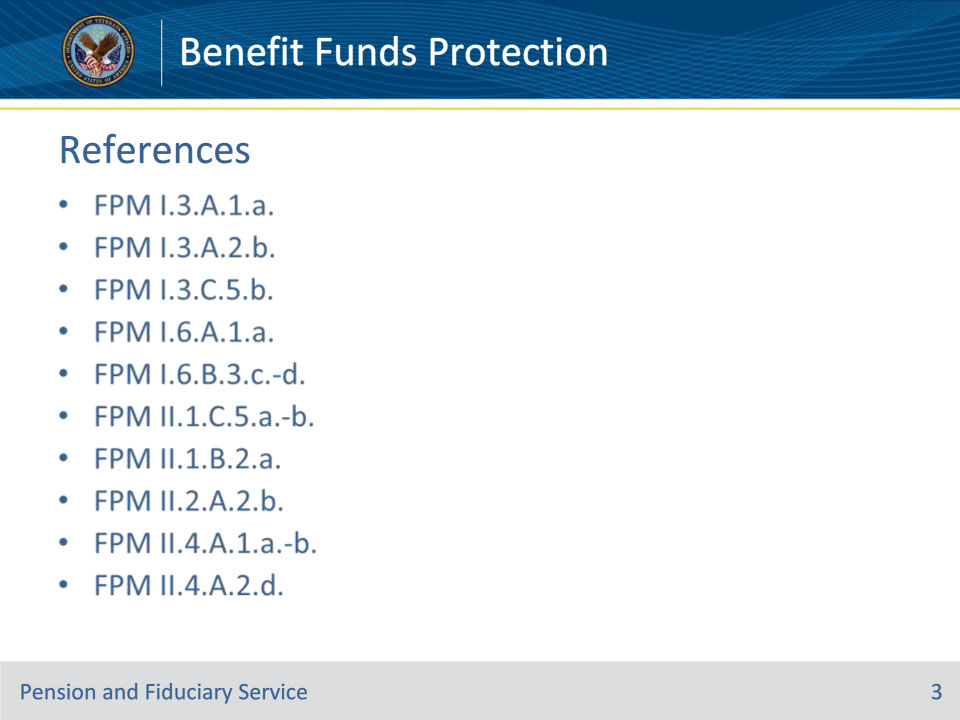 Benefit Funds Protection
References
• FPM I.3.A.1.a.
• FPM I.3.A.2.b.
• FPM I.3.C.5.b.
• FPM I.6.A.1.a.
• FPM I.6.B.3.c.-d.
• FPM II.1.C.5.a.-b.
• FPM II.1.B.2.a.
• FPM II.2.A.2.b.
• FPM II.4.A.1.a.-b.
• FPM II.4.A.2.d.
Pension and Fiduciary Service
3